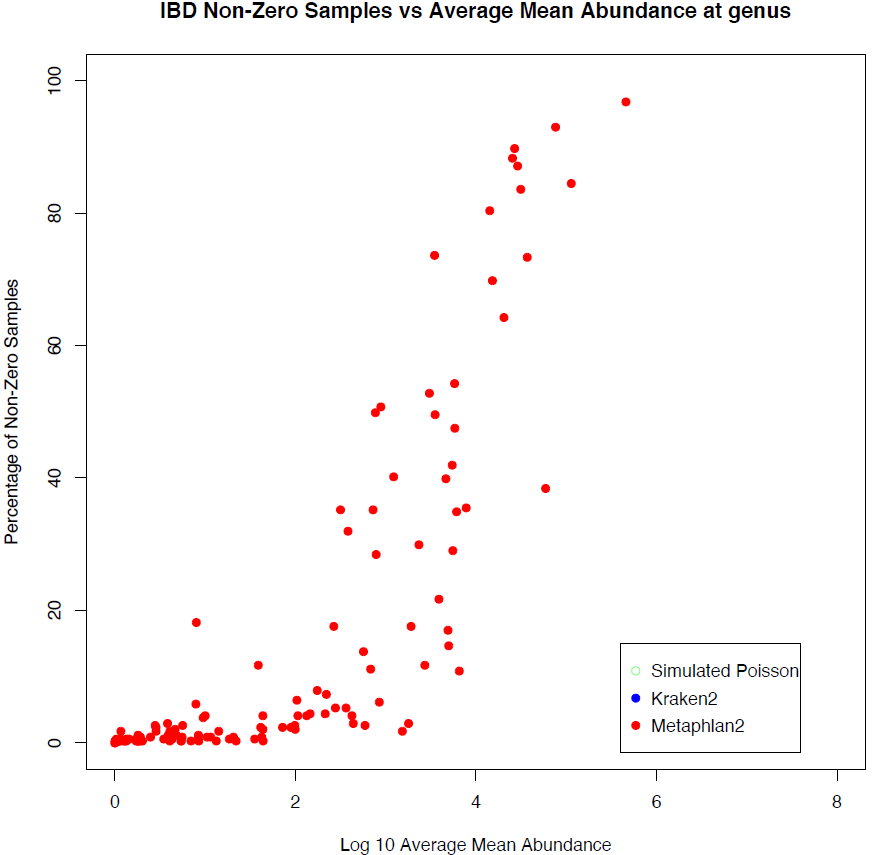 IBD Non-Zero Samples vs Average Mean Abundance at genus
Percentage of Non-Zero Samples
100
80
60
40
20
0
Simulated Poisson
Kraken2
Metaphlan2
0 2 4 6 8
Log 10 Average Mean Abundance